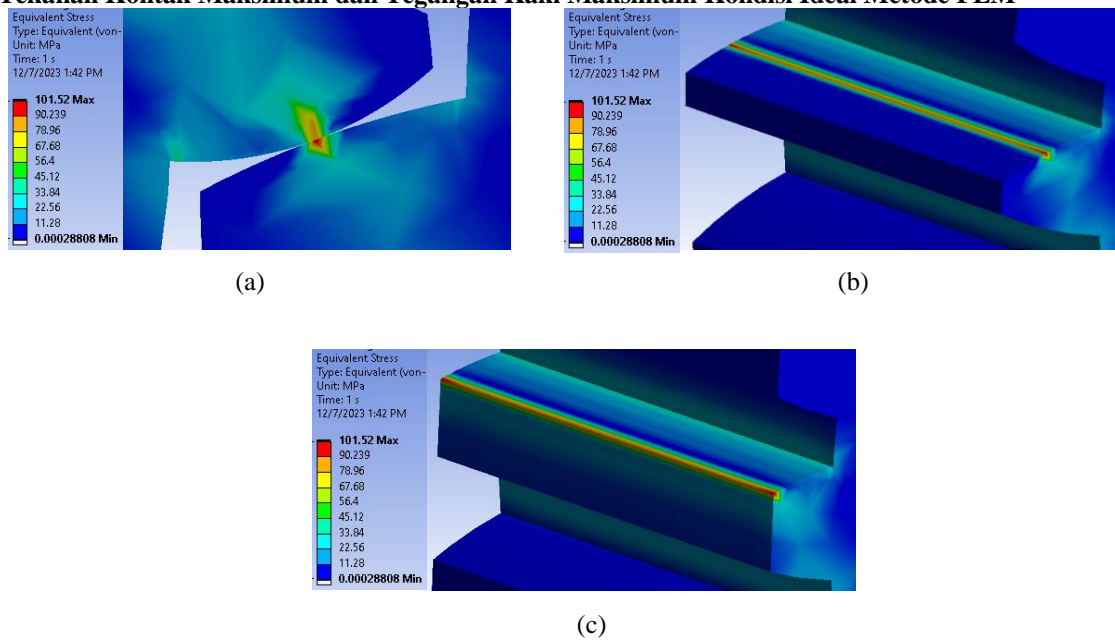 Tekanan Kontak Maksimum dan Tegangan Kaki Maksimum Kondisi Ideal Metode FEM
Equivalent Stress
Type: Equivalent (von-
Unit: MPa
Time: 1 s
12/7/2023 1:42 PM
101.52 Max
90.239
78.96
67.68
56.4
45.12
33.84
22.56
11.28
0.00028808 Min
(a)
Equivalent Stress
Type: Equivalent (von-
Unit: MPa
Time: 1 s
12/7/2023 1:42 PM
101.52 Max
90.239
78.96
67.68
56.4
45.12
33.84
22.56
11.28
0.00028808 Min
(b)
Equivalent Stress
Type: Equivalent (von-
Unit: MPa
Time: 1 s
12/7/2023 1:42 PM
101.52 Max
90.239
78.96
67.68
56.4
45.12
33.84
22.56
11.28
0.00028808 Min
(c)